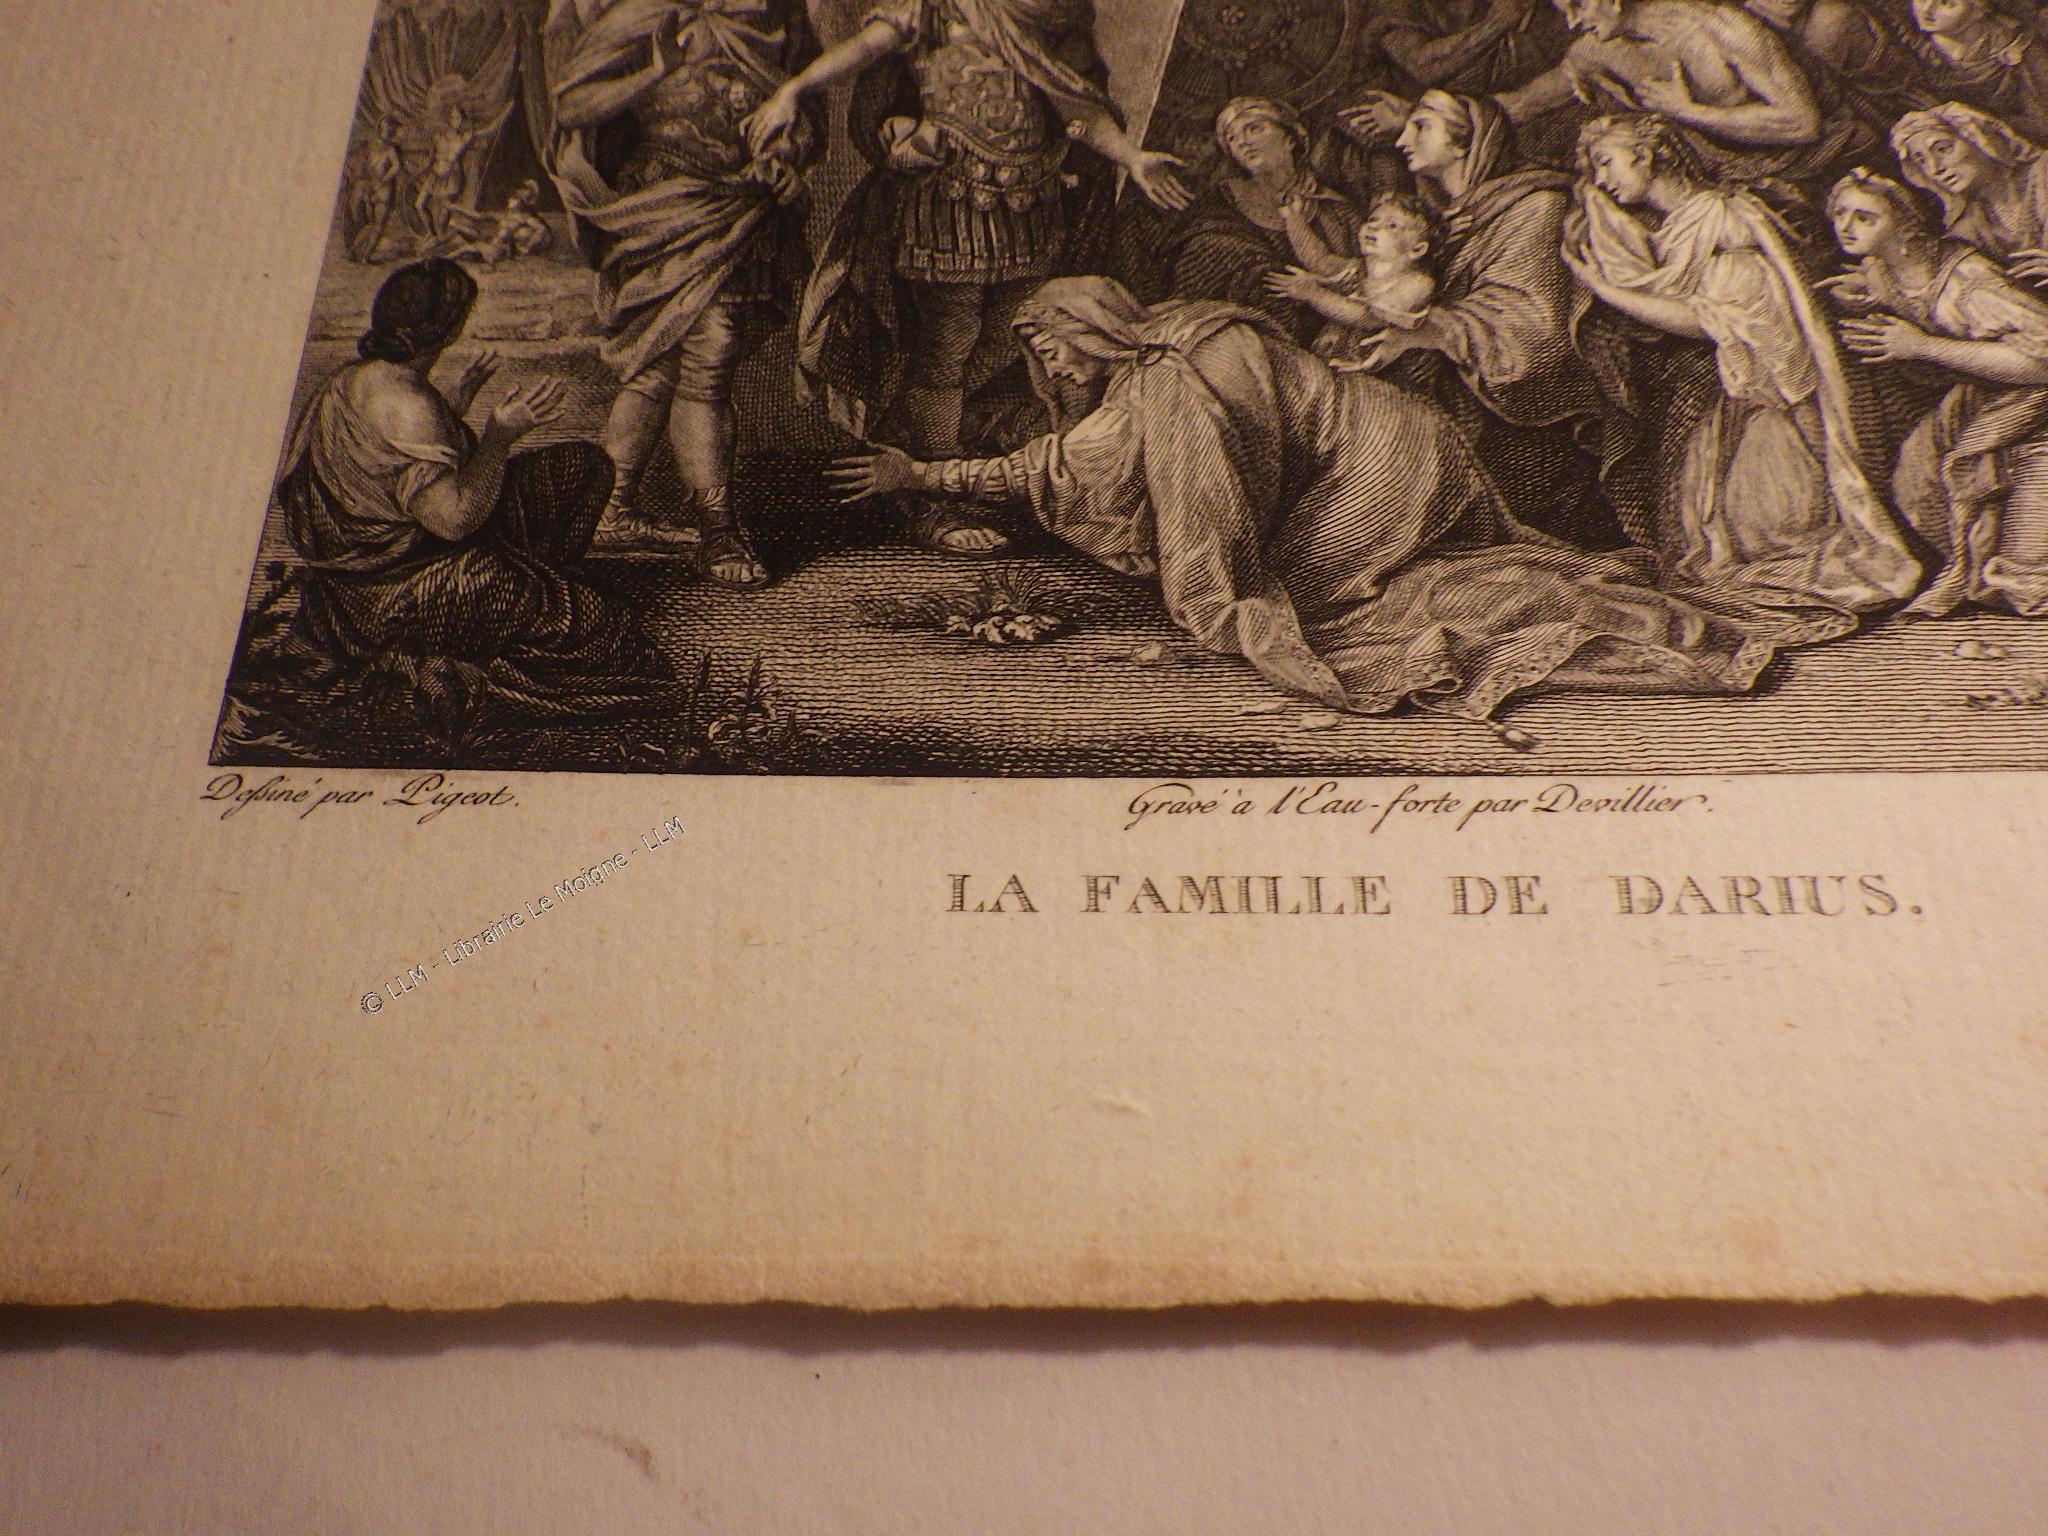 Deſsiné par Pigeot.
Gravé à l'Eau-forte par Devillier.
LA FAMILLE DE DARIUS.
© LLM - Librairie Le Moigne - LLM